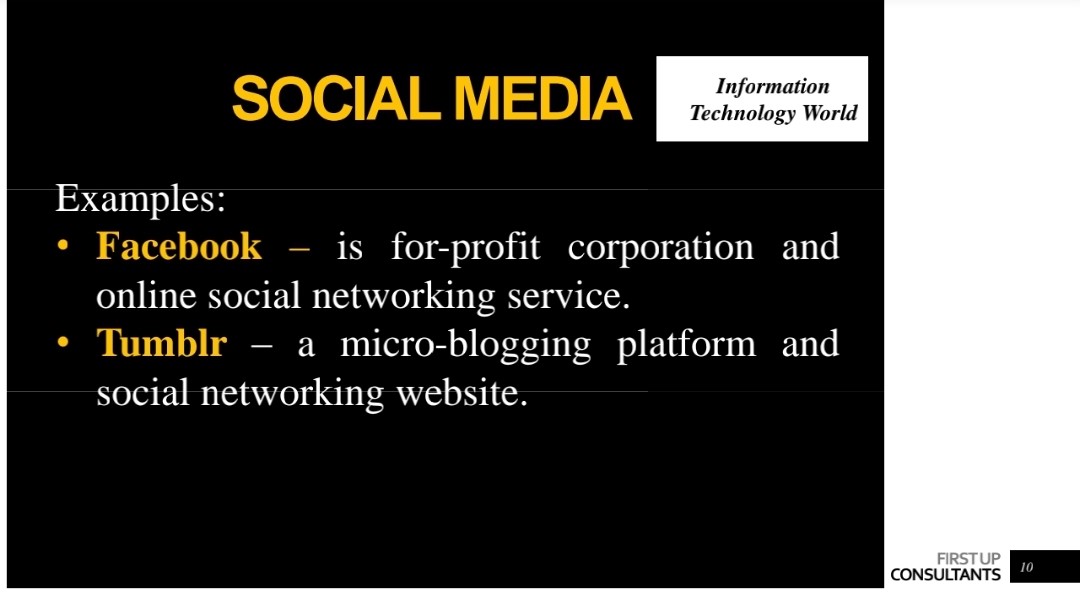 SOCIAL MEDIA
Information
Technology World
Examples:
• Facebook – is for-profit corporation and
online social networking service.
• Tumblr – a micro-blogging platform and
social networking website.
FIRST UP
CONSULTANTS
10